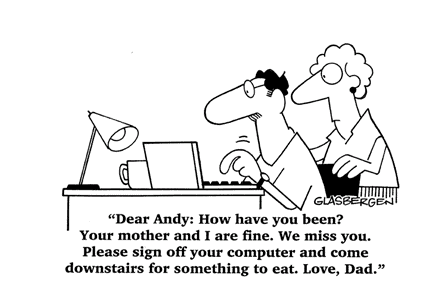 GLASBERGEN
“Dear Andy: How have you been?
Your mother and I are fine. We miss you.
Please sign off your computer and come
downstairs for something to eat. Love, Dad.”